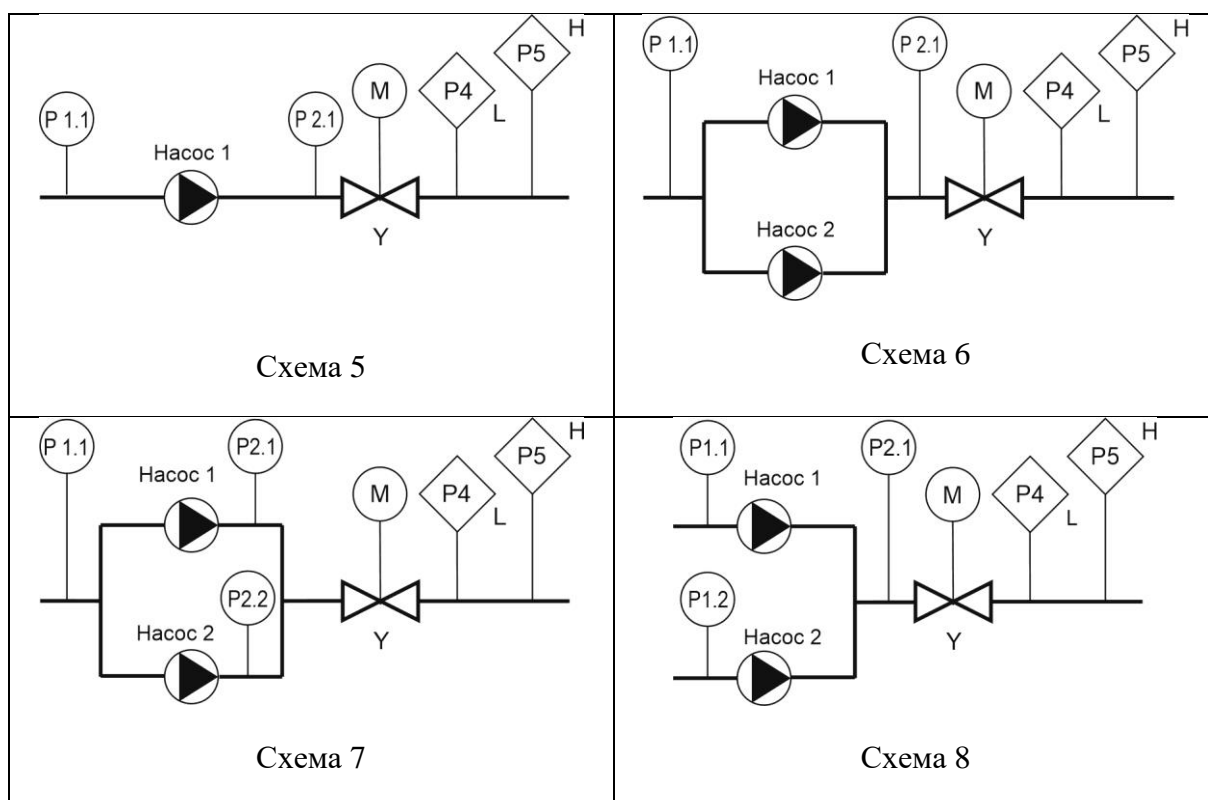 P 1.1
Насос 1
P 2.1
M
Y
P4
L
P5
H
Схема 5
P 1.1
Насос 1
Насос 2
P 2.1
M
Y
P4
L
P5
H
Схема 6
P 1.1
Насос 1
P2.1
Насос 2
P2.2
M
Y
P4
L
P5
H
Схема 7
P1.1
Насос 1
P1.2
Насос 2
P2.1
M
Y
P4
L
P5
H
Схема 8